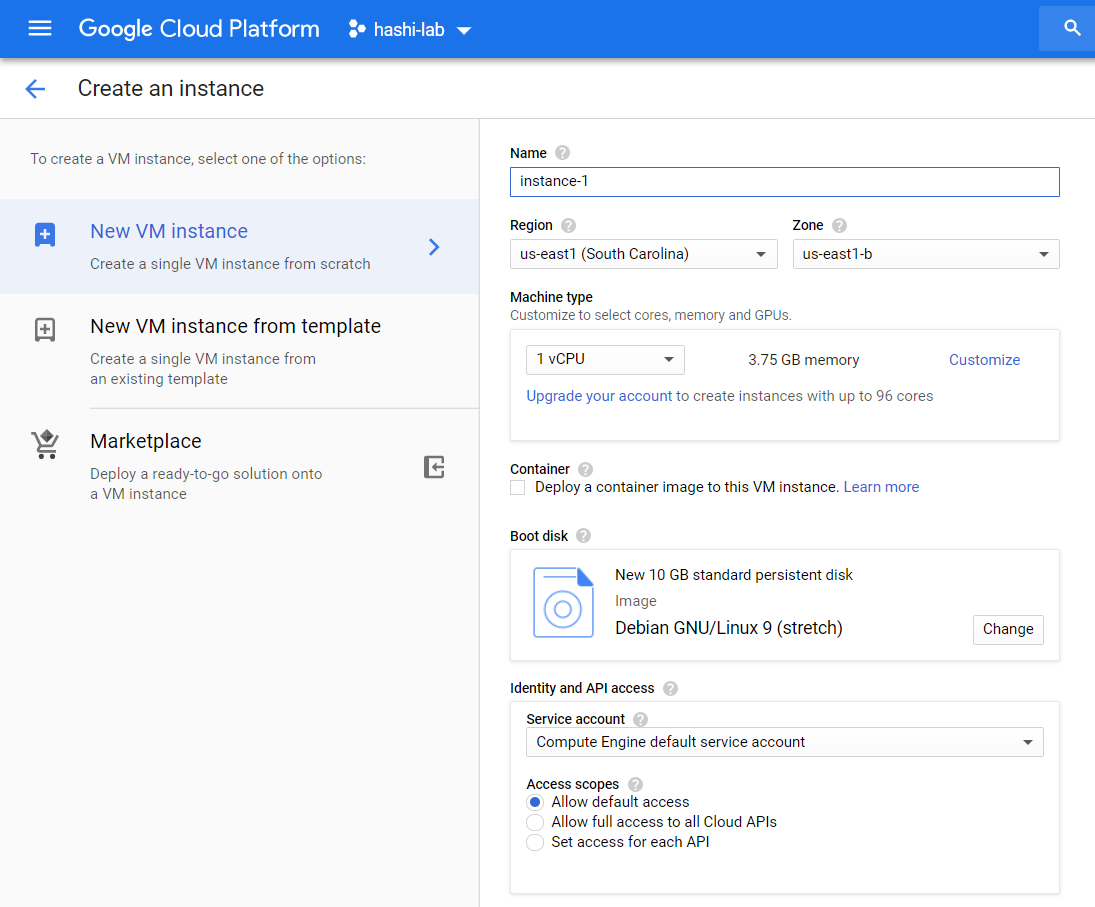 Google Cloud Platform hashi-lab
Create an instance
To create a VM instance, select one of the options:
New VM instance
Create a single VM instance from scratch
New VM instance from template
Create a single VM instance from
an existing template
Marketplace
Deploy a ready-to-go solution onto
a VM instance
Name ?
instance-1
Region ? Zone ?
us-east1 (South Carolina) us-east1-b
Machine type
Customize to select cores, memory and GPUs.
1 vCPU 3.75 GB memory Customize
Upgrade your account to create instances with up to 96 cores
Container ?
Deploy a container image to this VM instance. Learn more
Boot disk ?
New 10 GB standard persistent disk
Image
Debian GNU/Linux 9 (stretch) Change
Identity and API access ?
Service account ?
Compute Engine default service account
Access scopes ?
Allow default access
Allow full access to all Cloud APIs
Set access for each API